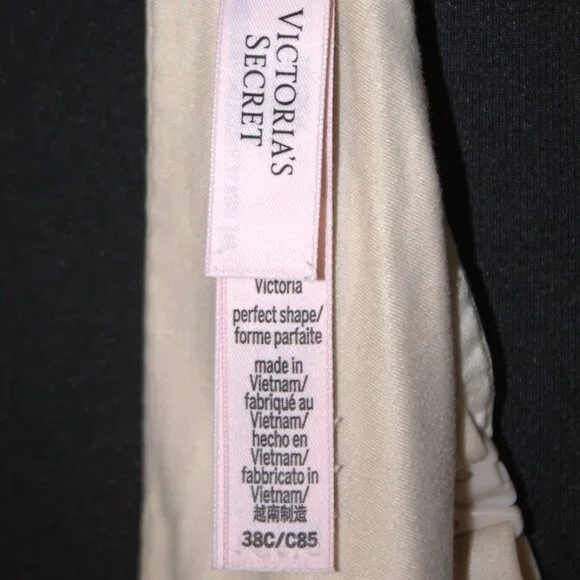 VICTORIA'S
SECRET
Victoria
perfect shape/
forme parfaite
made in
Vietnam/
fabriqué au
Vietnam/
hecho en
Vietnam/
fabbricato in
Vietnam/
越南制造
38C/C85